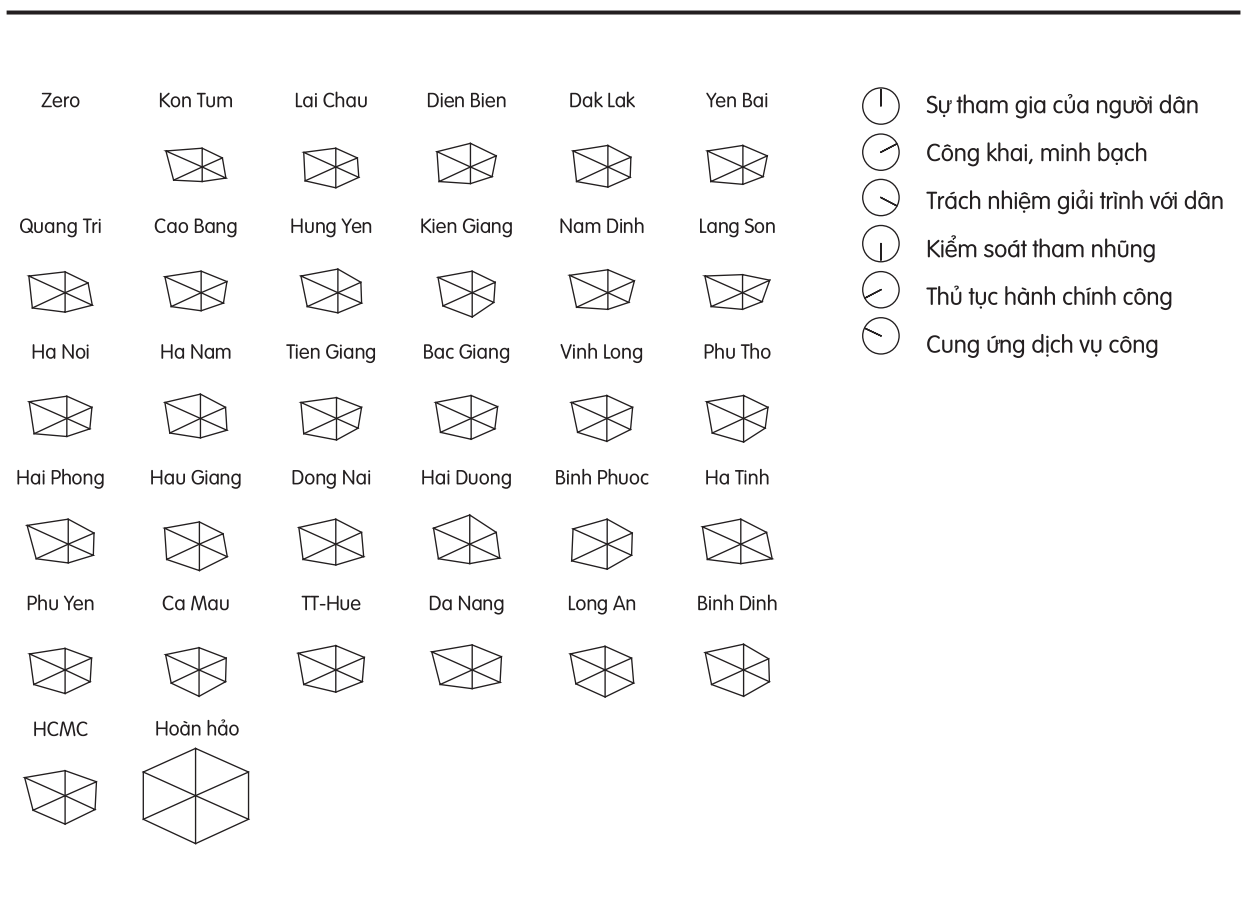 Zero Kon Tum Lai Chau Dien Bien Dak Lak Yen Bai
Quang Tri Cao Bang Hung Yen Kien Giang Nam Dinh Lang Son
Ha Noi Ha Nam Tien Giang Bac Giang Vinh Long Phu Tho
Hai Phong Hau Giang Dong Nai Hai Duong Binh Phuoc Ha Tinh
Phu Yen Ca Mau TT-Hue Da Nang Long An Binh Dinh
HCMC Hoàn hảo
Sự tham gia của người dân
Công khai, minh bạch
Trách nhiệm giải trình với dân
Kiểm soát tham nhũng
Thủ tục hành chính công
Cung ứng dịch vụ công